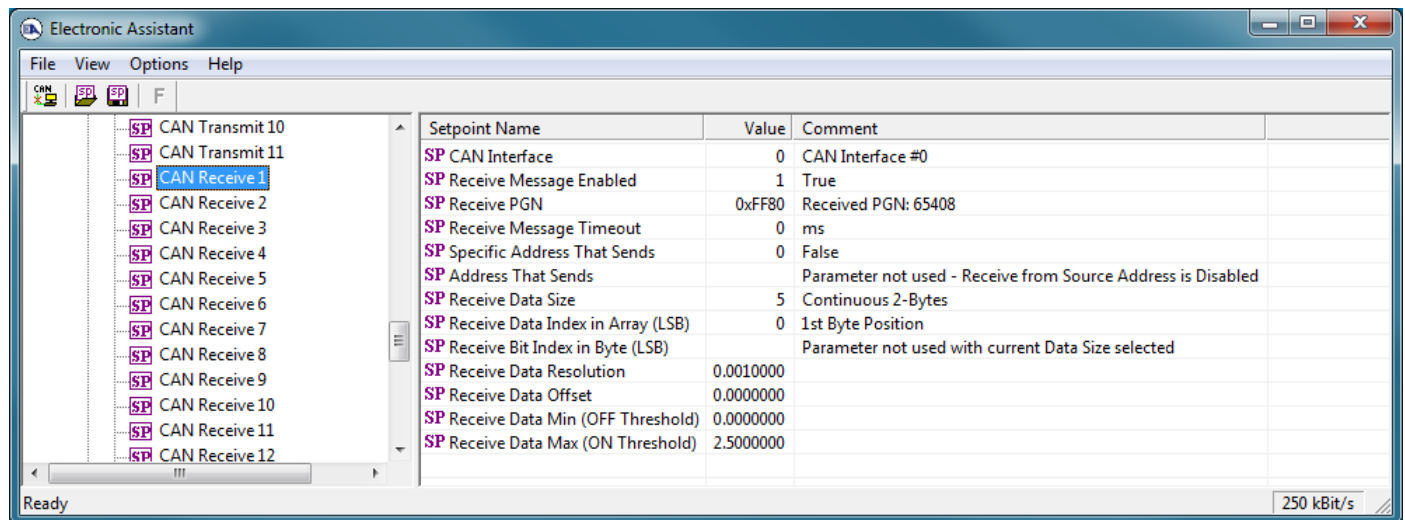 EA Electronic Assistant
File View Options Help
CAN SP SP F
SP CAN Transmit 10
SP CAN Transmit 11
SP CAN Receive 1
SP CAN Receive 2
SP CAN Receive 3
SP CAN Receive 4
SP CAN Receive 5
SP CAN Receive 6
SP CAN Receive 7
SP CAN Receive 8
SP CAN Receive 9
SP CAN Receive 10
SP CAN Receive 11
SP CAN Receive 12
Setpoint Name Value Comment
SP CAN Interface 0 CAN Interface #0
SP Receive Message Enabled 1 True
SP Receive PGN 0xFF80 Received PGN: 65408
SP Receive Message Timeout 0 ms
SP Specific Address That Sends 0 False
SP Address That Sends Parameter not used - Receive from Source Address is Disabled
SP Receive Data Size 5 Continuous 2-Bytes
SP Receive Data Index in Array (LSB) 0 1st Byte Position
SP Receive Bit Index in Byte (LSB) Parameter not used with current Data Size selected
SP Receive Data Resolution 0.0010000
SP Receive Data Offset 0.0000000
SP Receive Data Min (OFF Threshold) 0.0000000
SP Receive Data Max (ON Threshold) 2.5000000
Ready 250 kBit/s